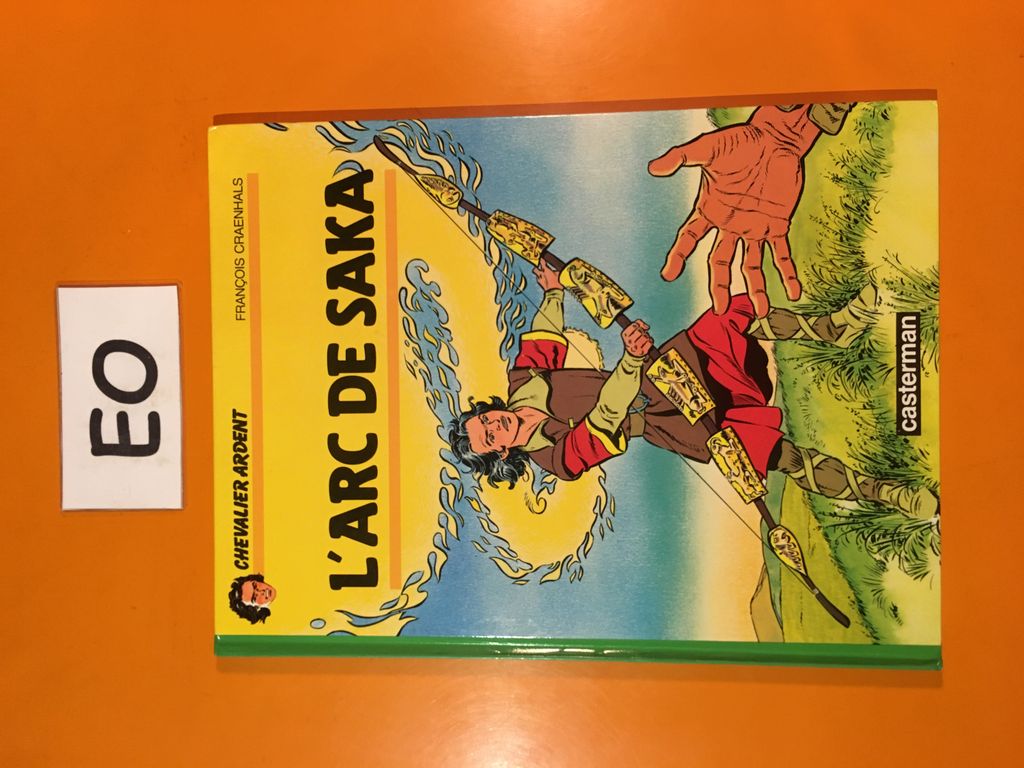 EO
FRANÇOIS CRAENHALS
CHEVALIER ARDENT
L'ARC DE SAKA
casterman